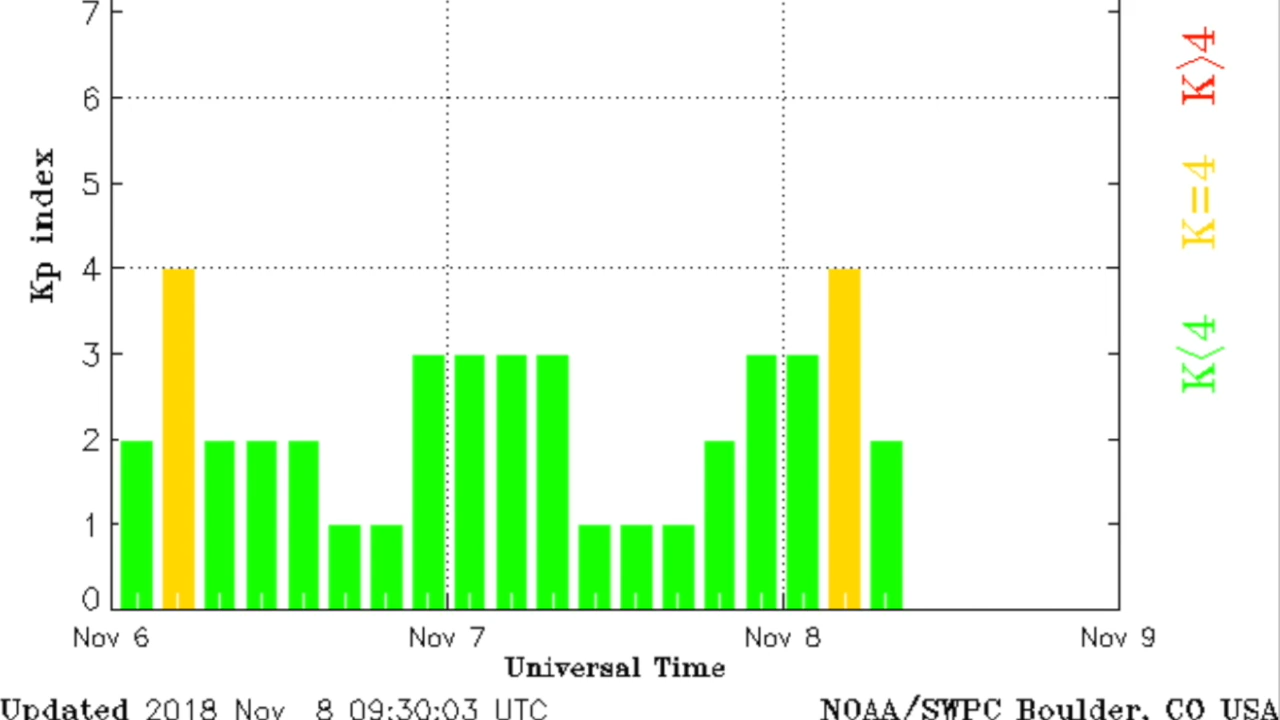 7
6
5
4
3
2
1
0
Kp index
Nov 6 Nov 7 Nov 8 Nov 9
Universal Time
Updated 2018 Nov 8 09:30:03 UTC
NOAA/SWPC Boulder, CO USA
K>4
K=4
K<4